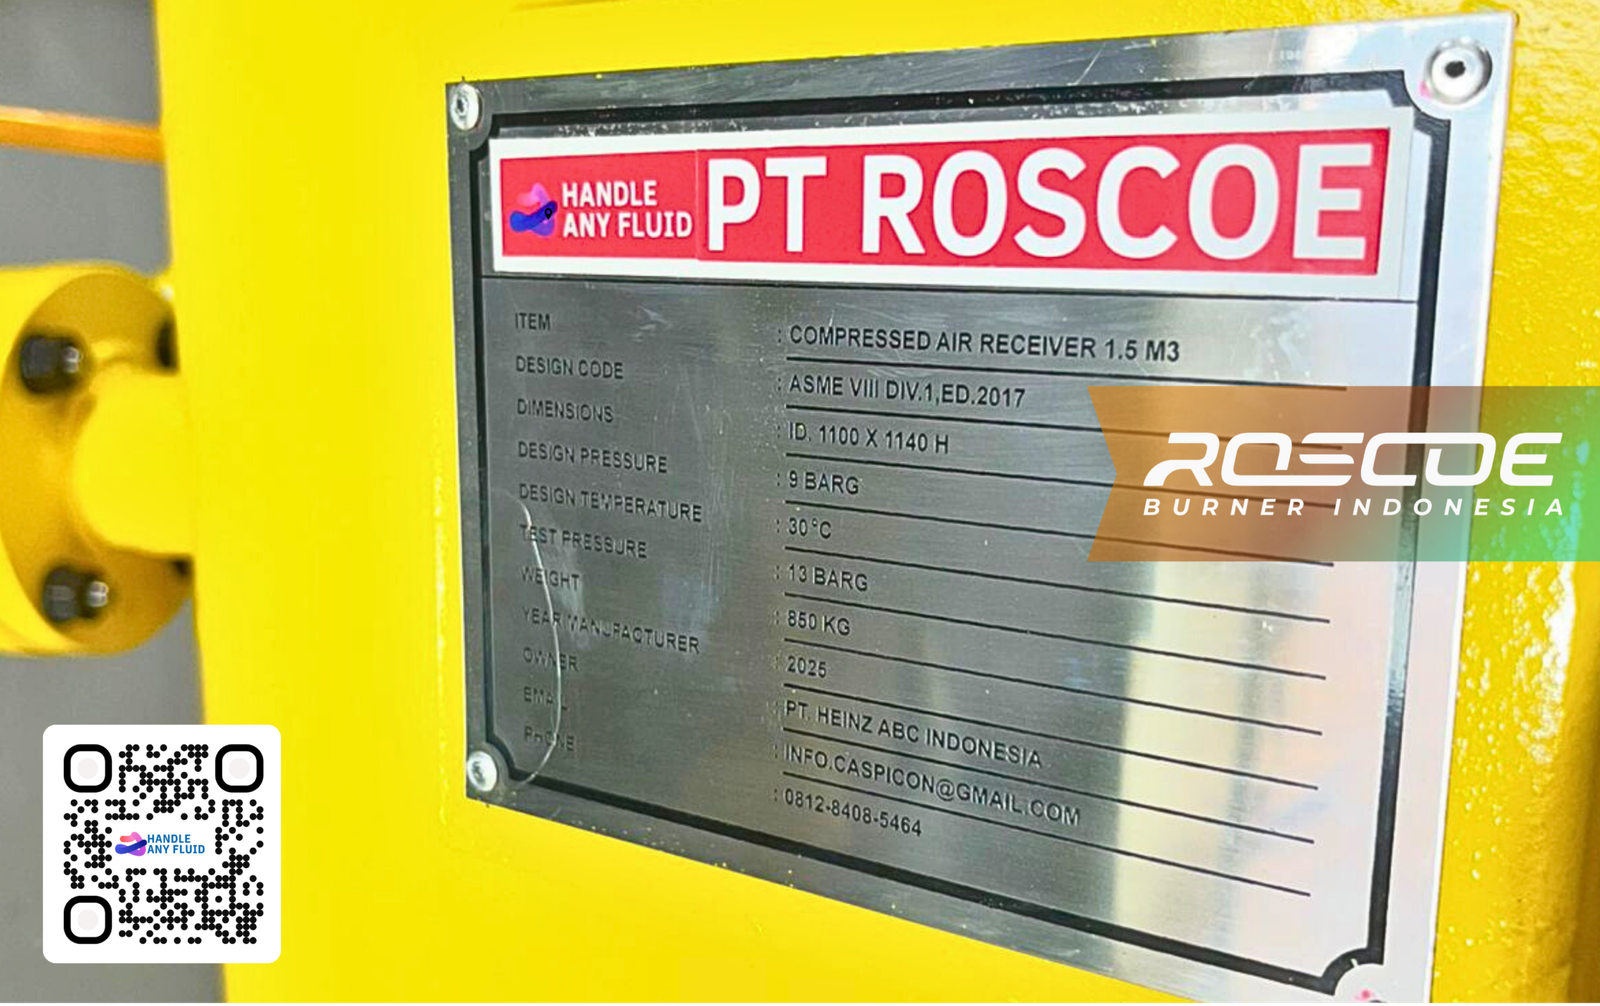 HANDLE
ANY FLUID
PT ROSCOE
ITEM : COMPRESSED AIR RECEIVER 1.5 M3
DESIGN CODE : ASME VIII DIV.1,ED.2017
DIMENSIONS : ID. 1100 X 1140 H
DESIGN PRESSURE : 9 BARG
DESIGN TEMPERATURE : 30°C
TEST PRESSURE : 13 BARG
WEIGHT : 850 KG
YEAR MANUFACTURER : 2025
OWNER : PT. HEINZ ABC INDONESIA
EMAIL : INFO.CASPICON@GMAIL.COM
PHONE : 0812-8408-5464
ROSCOE
BURNER INDONESIA
HANDLE
ANY FLUID